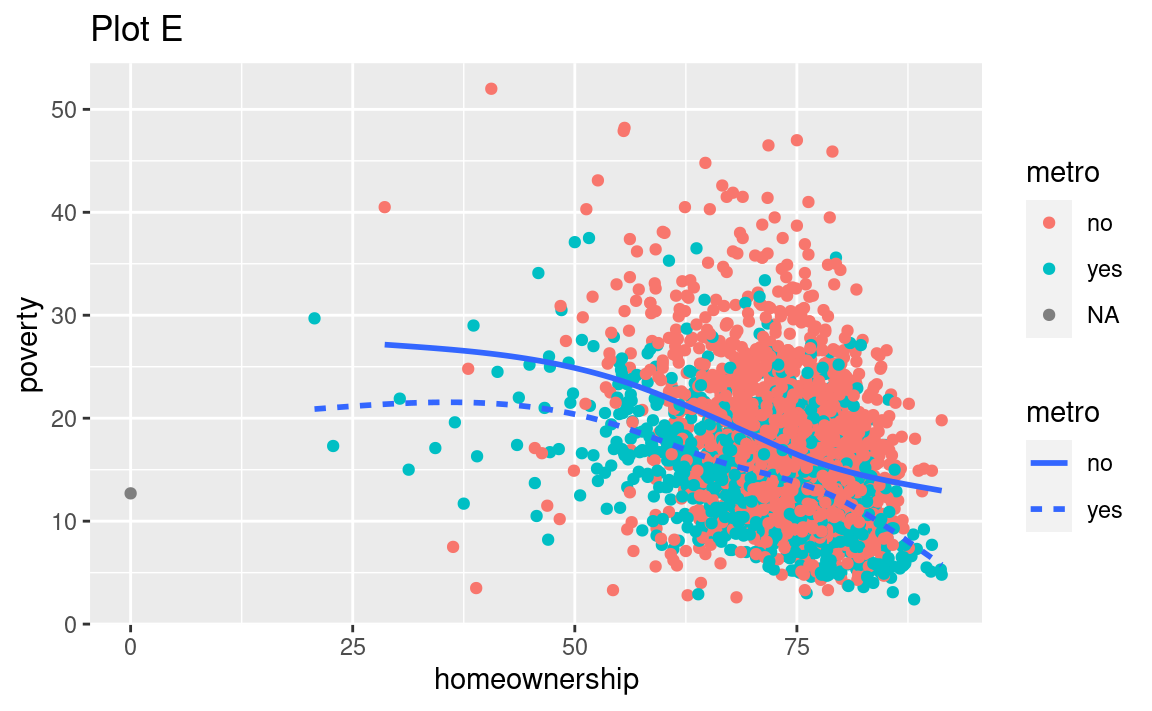 Plot E
50
40
30
20
10
0
poverty
0 25 50 75
homeownership
metro
no
yes
NA
metro
no
yes